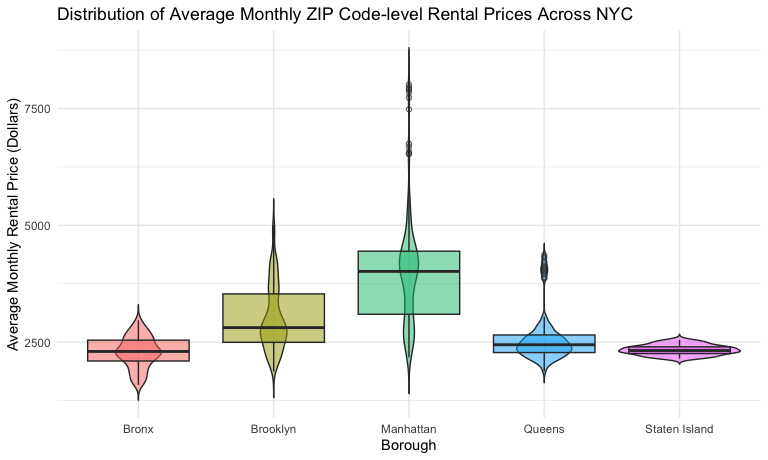 Distribution of Average Monthly ZIP Code-level Rental Prices Across NYC
Average Monthly Rental Price (Dollars)
7500
5000
2500
Bronx
Brooklyn
Manhattan
Queens
Staten Island
Borough